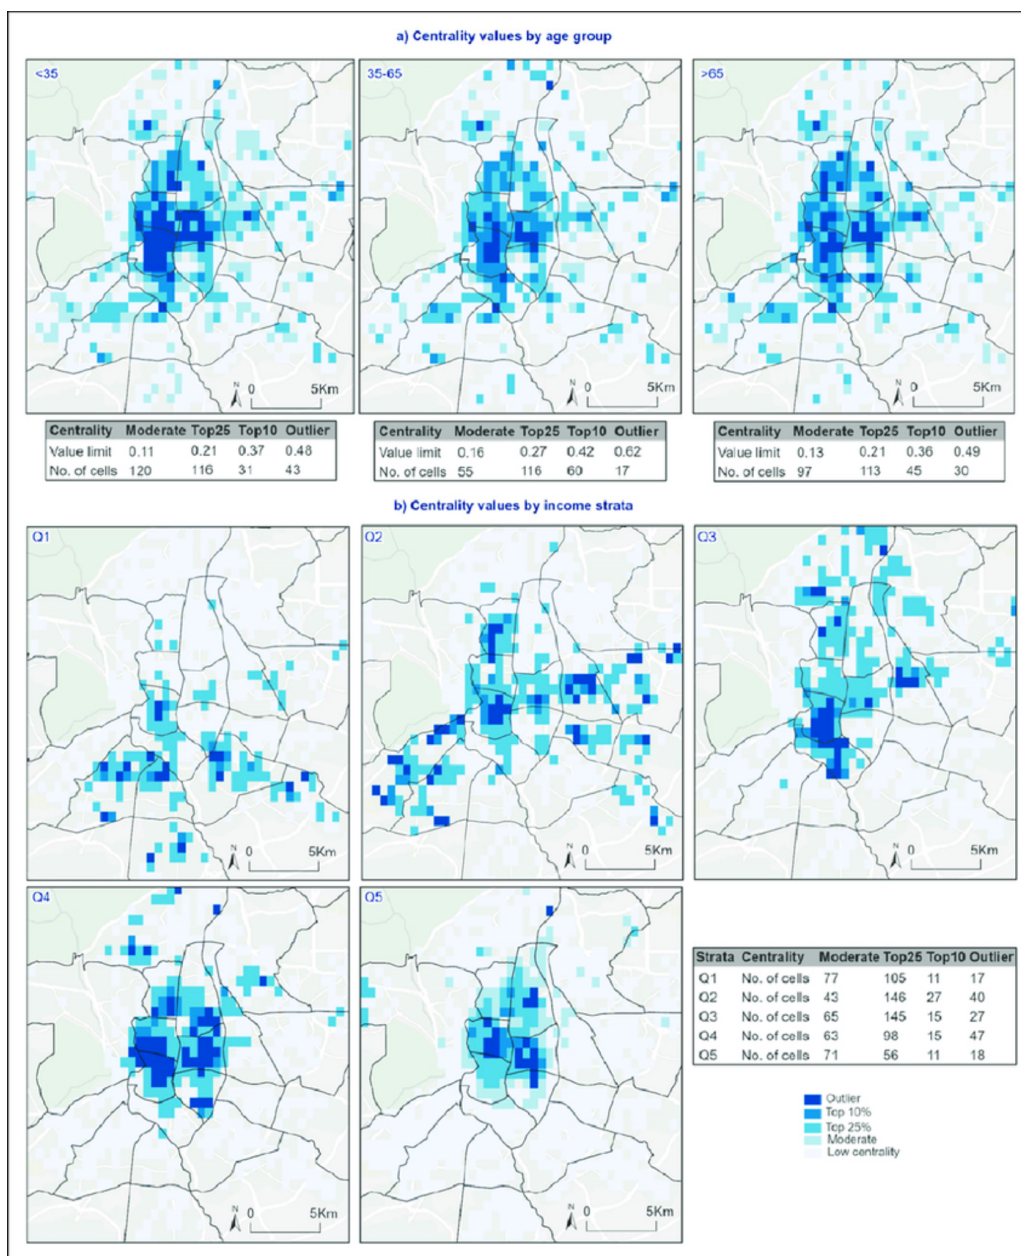 a) Centrality values by age group
<35
35-65
>65
N
0 5Km
N
0 5Km
N
0 5Km
Centrality Moderate Top25 Top10 Outlier
Value limit 0.11 0.21 0.37 0.48
No. of cells 120 116 31 43
Centrality Moderate Top25 Top10 Outlier
Value limit 0.16 0.27 0.42 0.62
No. of cells 55 116 60 17
Centrality Moderate Top25 Top10 Outlier
Value limit 0.13 0.21 0.36 0.49
No. of cells 97 113 45 30
b) Centrality values by income strata
Q1
Q2
Q3
N
0 5Km
N
0 5Km
N
0 5Km
Q4
Q5
N
0 5Km
N
0 5Km
Strata Centrality Moderate Top25 Top10 Outlier
Q1 No. of cells 77 105 11 17
Q2 No. of cells 43 146 27 40
Q3 No. of cells 65 145 15 27
Q4 No. of cells 63 98 15 47
Q5 No. of cells 71 56 11 18
Outlier
Top 10%
Top 25%
Moderate
Low centrality